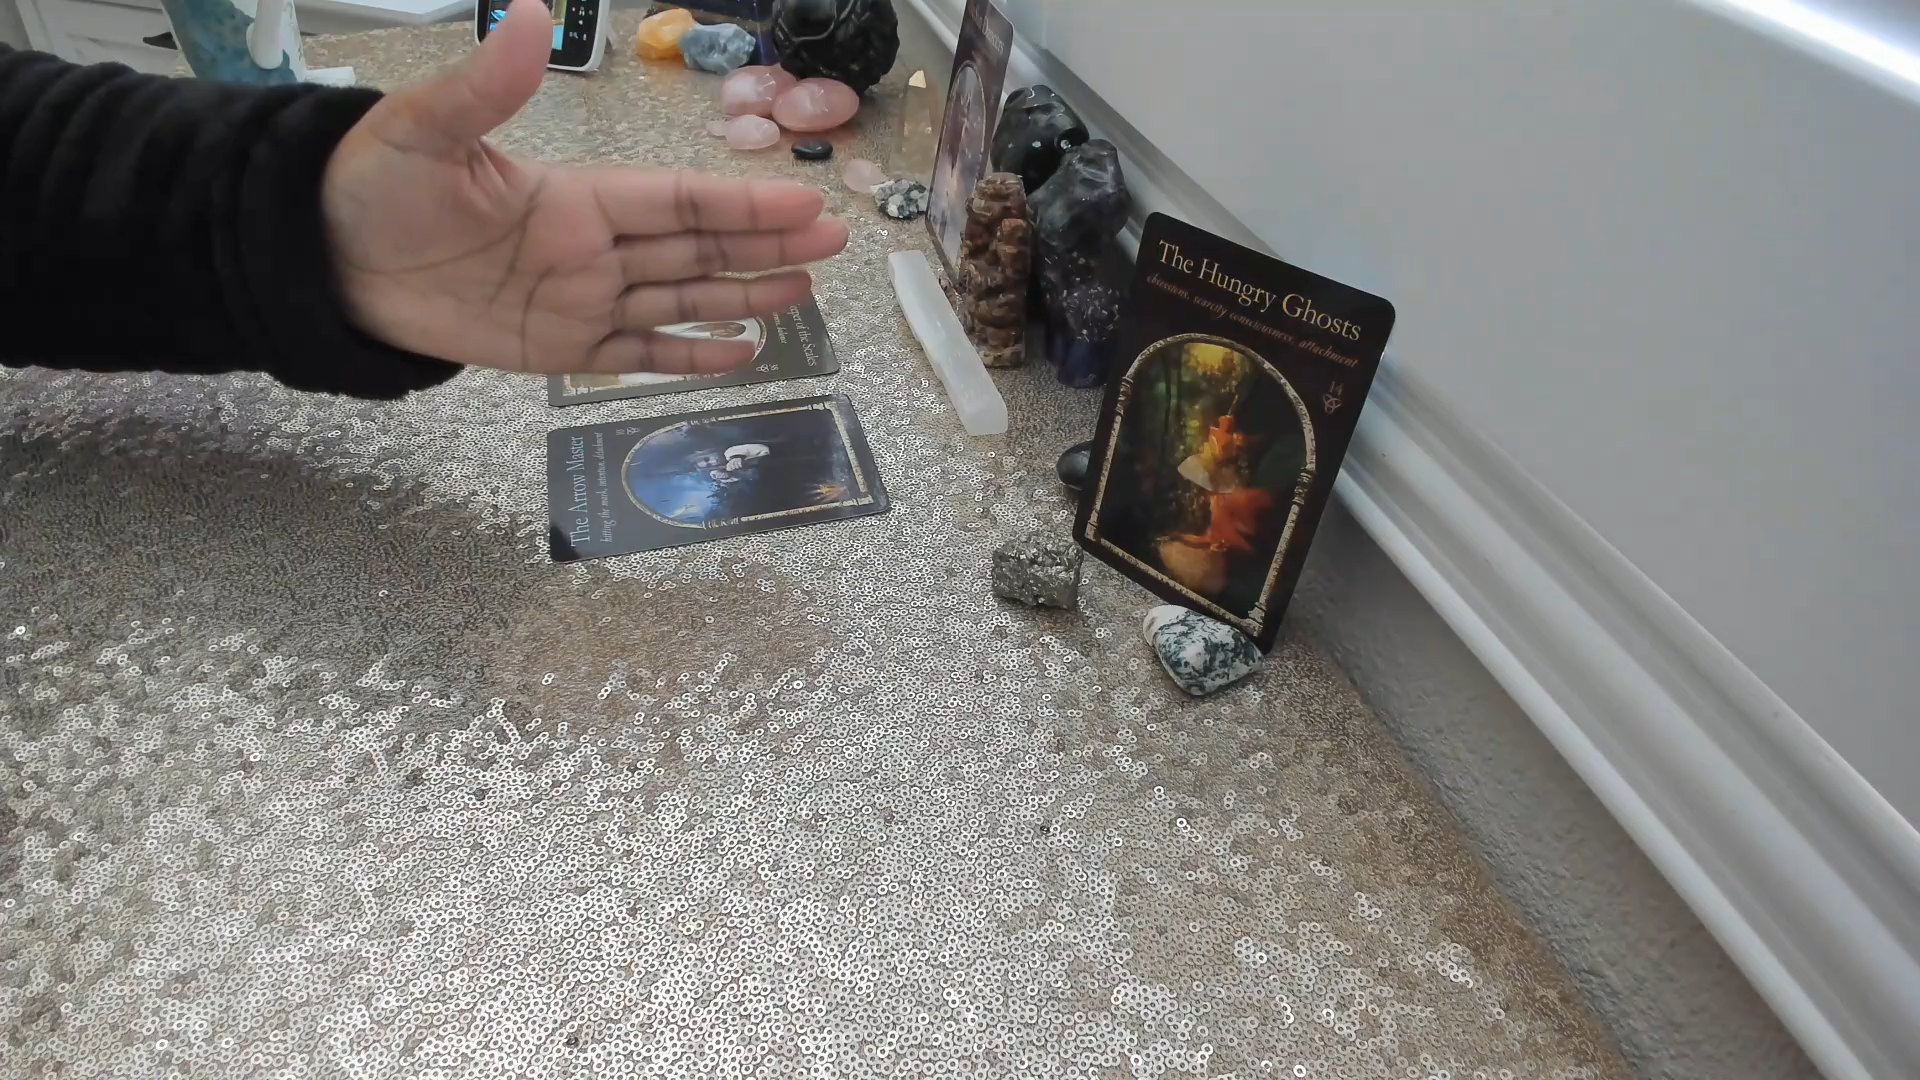 The Hungry Ghosts
obsessions, scarcity consciousness, attachment
14
The Arrow Master
hitting the mark, intention, detachment
of the Scales